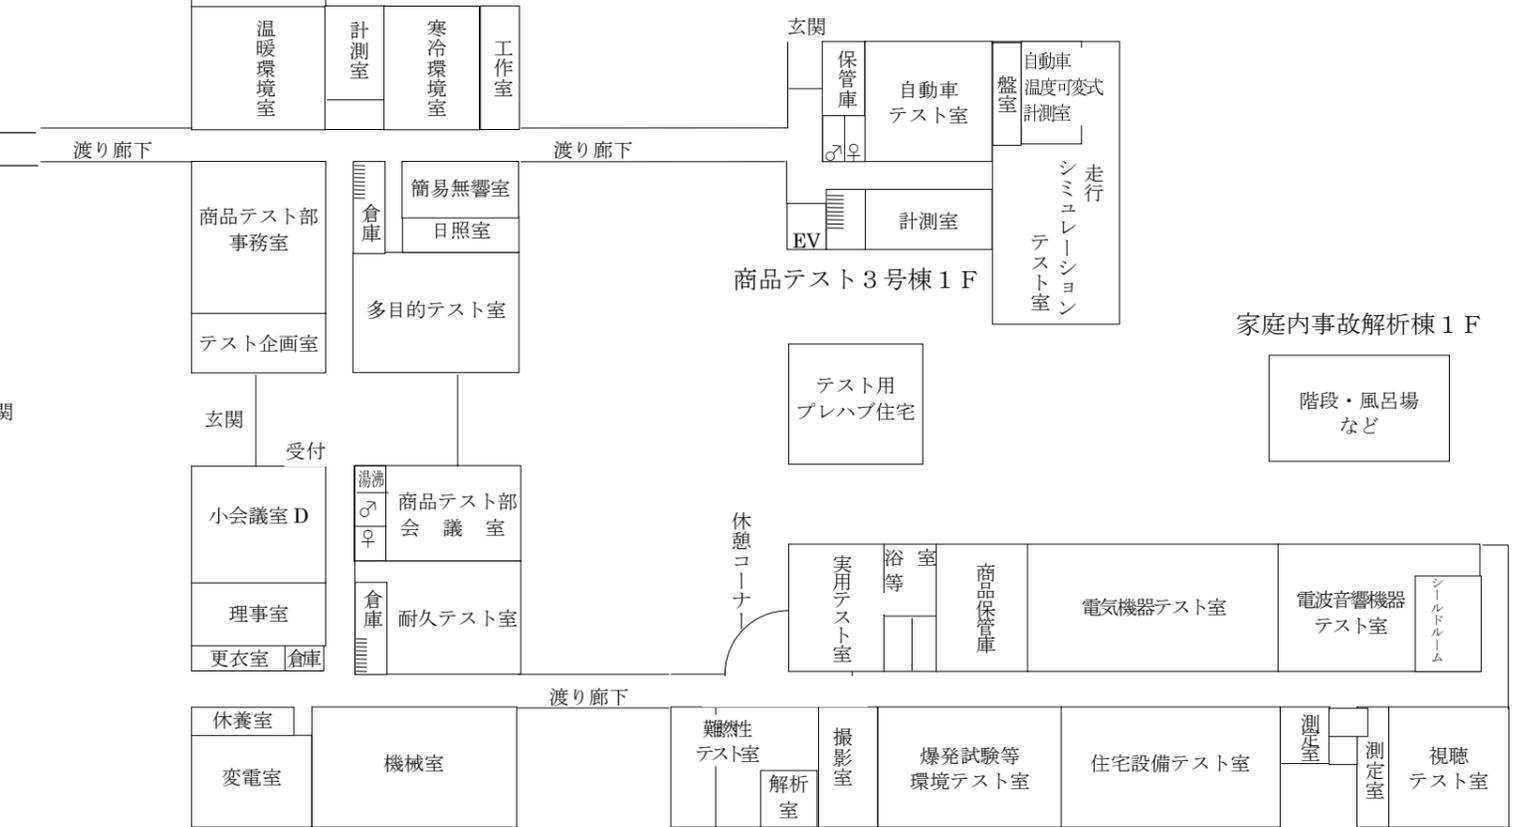 温暖環境室
計測室
寒冷環境室
工作室
玄関
保管庫
自動車
テスト室
盤室
自動車
温度可変式
計測室
♂
♀
渡り廊下
渡り廊下
商品テスト部
事務室
倉庫
簡易無響室
日照室
EV
計測室
走行
シミュレーション
テスト室
商品テスト３号棟１Ｆ
多目的テスト室
テスト企画室
家庭内事故解析棟１Ｆ
テスト用
プレハブ住宅
階段・風呂場
など
関
玄関
受付
小会議室 D
湯沸
♂
♀
商品テスト部
会　議　室
休憩コーナー
実用テスト室
浴　室
等
商品保管庫
電気機器テスト室
電波音響機器
テスト室
シールドルーム
理事室
倉庫
耐久テスト室
更衣室
倉庫
渡り廊下
休養室
変電室
機械室
難燃性
テスト室
解析
室
撮影室
爆発試験等
環境テスト室
住宅設備テスト室
測定室
測定室
視聴
テスト室